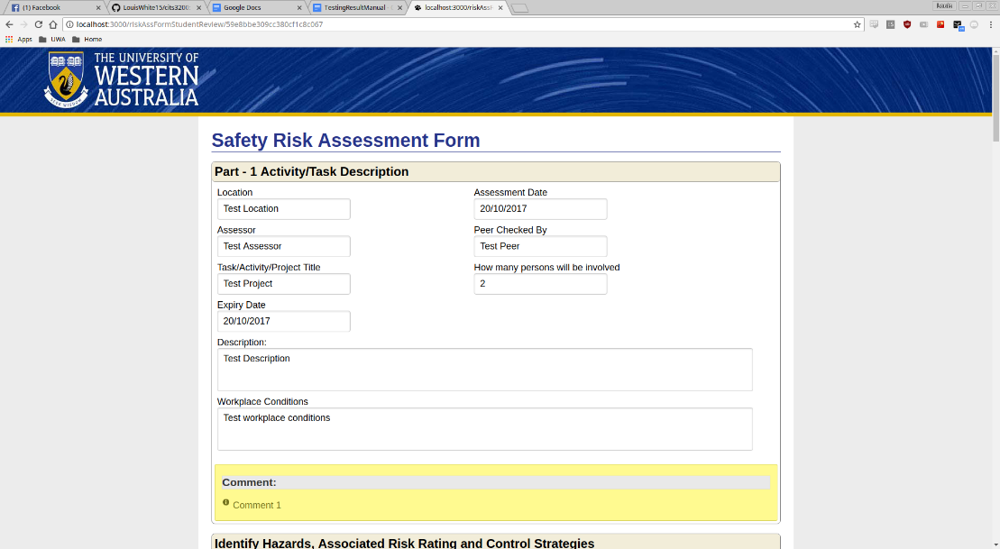 (1) Facebook
LouisWhite15/cits3200
Google Docs
TestingResultManual -
localhost:3000/riskAssF
localhost:3000/riskAssFormStudentReview/59e8bbe309cc380cf1c8c067
Apps UWA Home
THE UNIVERSITY OF
WESTERN
AUSTRALIA
SEEK WISDOM
Safety Risk Assessment Form
Part - 1 Activity/Task Description
Location Assessment Date
Test Location 20/10/2017
Assessor Peer Checked By
Test Assessor Test Peer
Task/Activity/Project Title How many persons will be involved
Test Project 2
Expiry Date
20/10/2017
Description:
Test Description
Workplace Conditions
Test workplace conditions
Comment:
Comment 1
Identify Hazards, Associated Risk Rating and Control Strategies